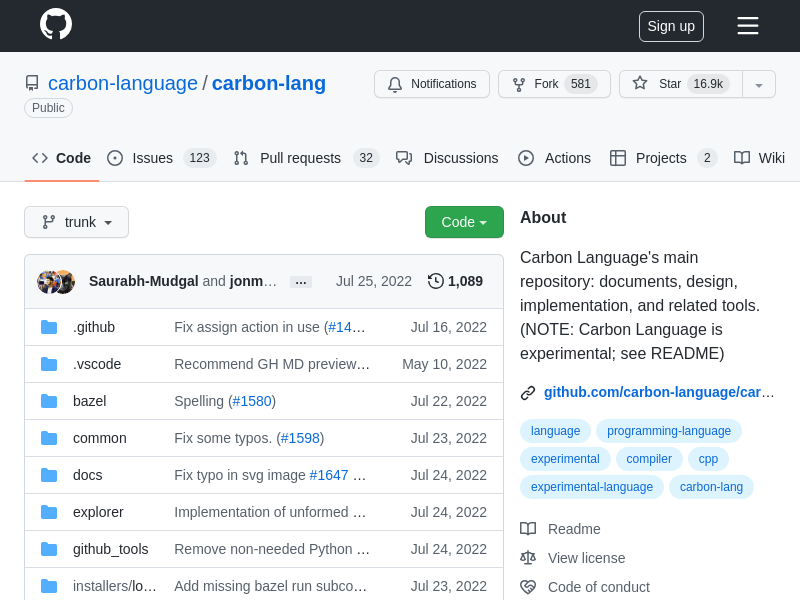 Sign up
carbon-language / carbon-lang
Public
Notifications
Fork 581
Star 16.9k
Code
Issues 123
Pull requests 32
Discussions
Actions
Projects 2
Wiki
trunk
Code
Saurabh-Mudgal and jonm… … Jul 25, 2022 1,089
.github Fix assign action in use (#14… Jul 16, 2022
.vscode Recommend GH MD preview… May 10, 2022
bazel Spelling (#1580) Jul 22, 2022
common Fix some typos. (#1598) Jul 23, 2022
docs Fix typo in svg image #1647 … Jul 24, 2022
explorer Implementation of unformed … Jul 24, 2022
github_tools Remove non-needed Python … Jul 24, 2022
installers/lo… Add missing bazel run subco… Jul 23, 2022
About
Carbon Language's main
repository: documents, design,
implementation, and related tools.
(NOTE: Carbon Language is
experimental; see README)
github.com/carbon-language/car…
language programming-language
experimental compiler cpp
experimental-language carbon-lang
Readme
View license
Code of conduct